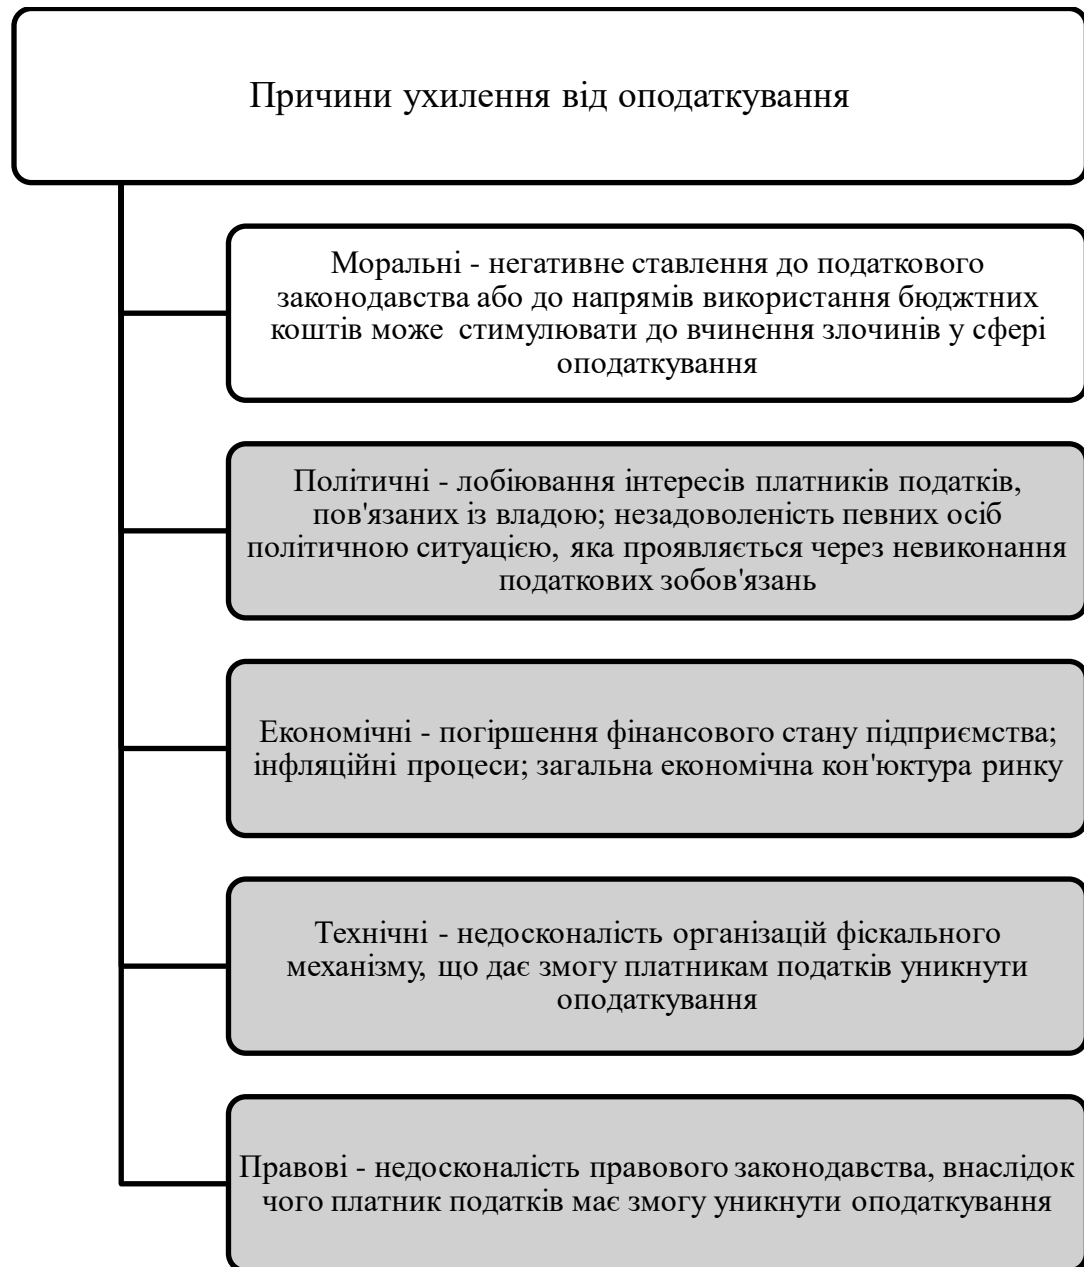 Причини ухилення від оподаткування
Моральні - негативне ставлення до податкового
законодавства або до напрямів використання бюджтних
коштів може  стимулювати до вчинення злочинів у сфері
оподаткування
Політичні - лобіювання інтересів платників податків,
пов'язаних із владою; незадоволеність певних осіб
політичною ситуацією, яка проявляється через невиконання
податкових зобов'язань
Економічні - погіршення фінансового стану підприємства;
інфляційні процеси; загальна економічна кон'юктура ринку
Технічні - недосконалість організацій фіскального
механізму, що дає змогу платникам податків уникнути
оподаткування
Правові - недосконалість правового законодавства, внаслідок
чого платник податків має змогу уникнути оподаткування